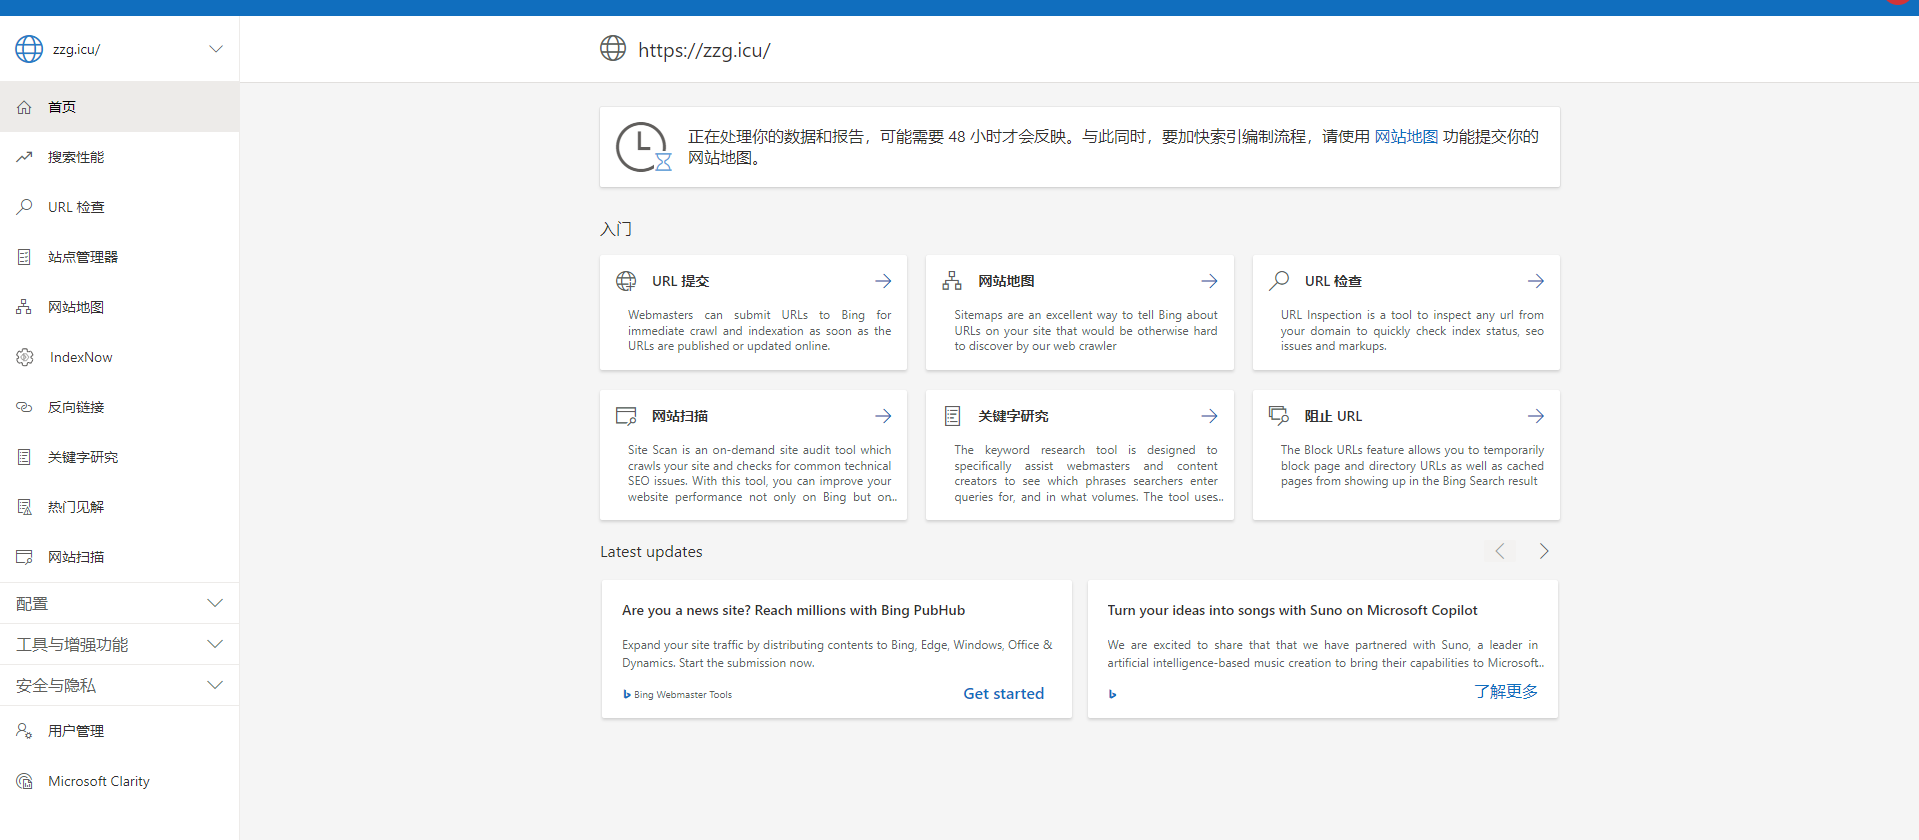 zzg.icu/
首页
搜索性能
URL 检查
站点管理器
网站地图
IndexNow
反向链接
关键字研究
热门见解
网站扫描
配置
工具与增强功能
安全与隐私
用户管理
Microsoft Clarity
https://zzg.icu/
正在处理你的数据和报告，可能需要 48 小时才会反映。与此同时，要加快索引编制流程，请使用 网站地图 功能提交你的
网站地图。
入门
URL 提交
Webmasters can submit URLs to Bing for
immediate crawl and indexation as soon as the
URLs are published or updated online.
网站地图
Sitemaps are an excellent way to tell Bing about
URLs on your site that would be otherwise hard
to discover by our web crawler
URL 检查
URL Inspection is a tool to inspect any url from
your domain to quickly check index status, seo
issues and markups.
网站扫描
Site Scan is an on-demand site audit tool which
crawls your site and checks for common technical
SEO issues. With this tool, you can improve your
website performance not only on Bing but on..
关键字研究
The keyword research tool is designed to
specifically assist webmasters and content
creators to see which phrases searchers enter
queries for, and in what volumes. The tool uses..
阻止 URL
The Block URLs feature allows you to temporarily
block page and directory URLs as well as cached
pages from showing up in the Bing Search result
Latest updates
Are you a news site? Reach millions with Bing PubHub
Expand your site traffic by distributing contents to Bing, Edge, Windows, Office &
Dynamics. Start the submission now.
Bing Webmaster Tools
Get started
Turn your ideas into songs with Suno on Microsoft Copilot
We are excited to share that that we have partnered with Suno, a leader in
artificial intelligence-based music creation to bring their capabilities to Microsoft..
了解更多